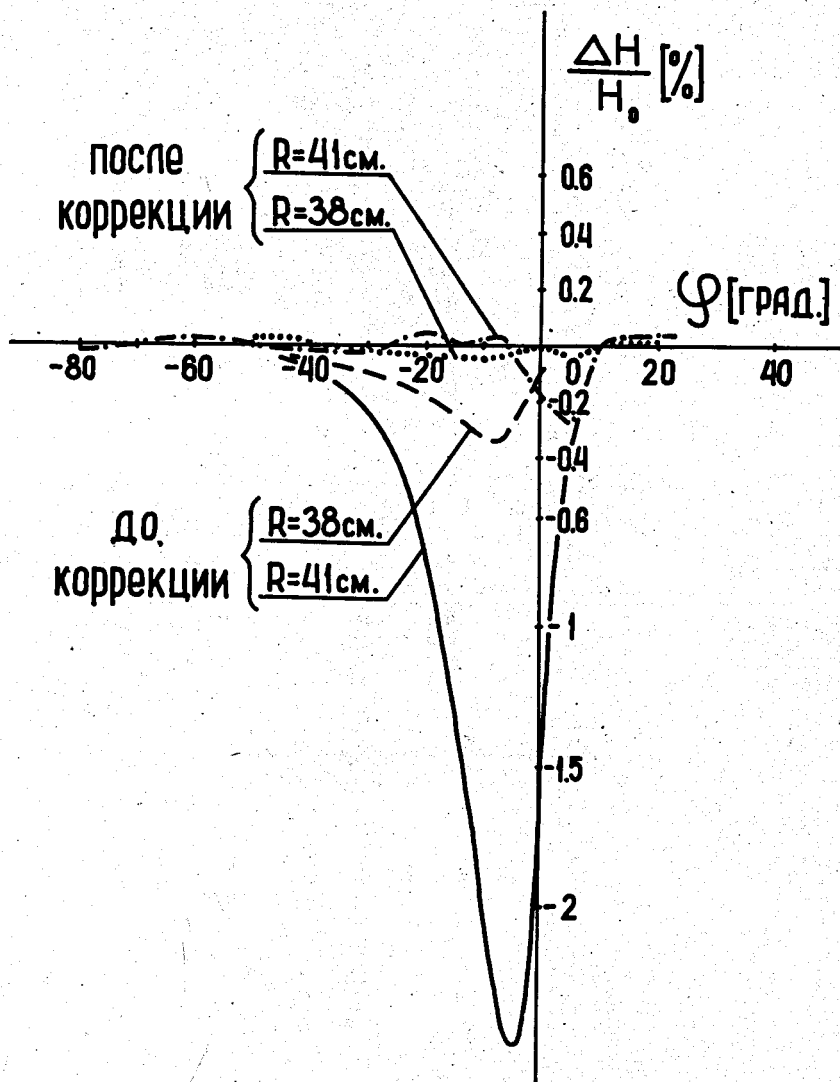 ΔH
H₀ [%]
после
коррекции
R=41см.
R=38см.
0.6
0.4
0.2
φ [ГРАД.]
-80
-60
-40
-20
0
20
40
-0.2
-0.4
-0.6
до
коррекции
R=38см.
R=41см.
-1
-1.5
-2